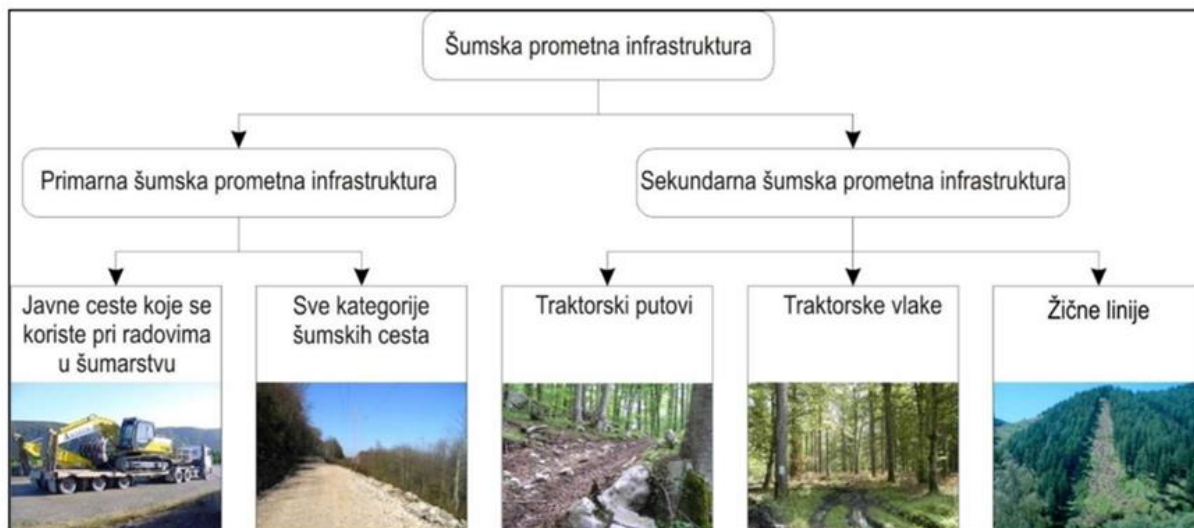 Šumska prometna infrastruktura
Primarna šumska prometna infrastruktura
Sekundarna šumska prometna infrastruktura
Javne ceste koje se
koriste pri radovima
u šumarstvu
Sve kategorije
šumskih cesta
Traktorski putovi
Traktorske vlake
Žične linije